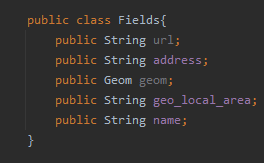 public class Fields{
    public String url;
    public String address;
    public Geom geom;
    public String geo_local_area;
    public String name;
}